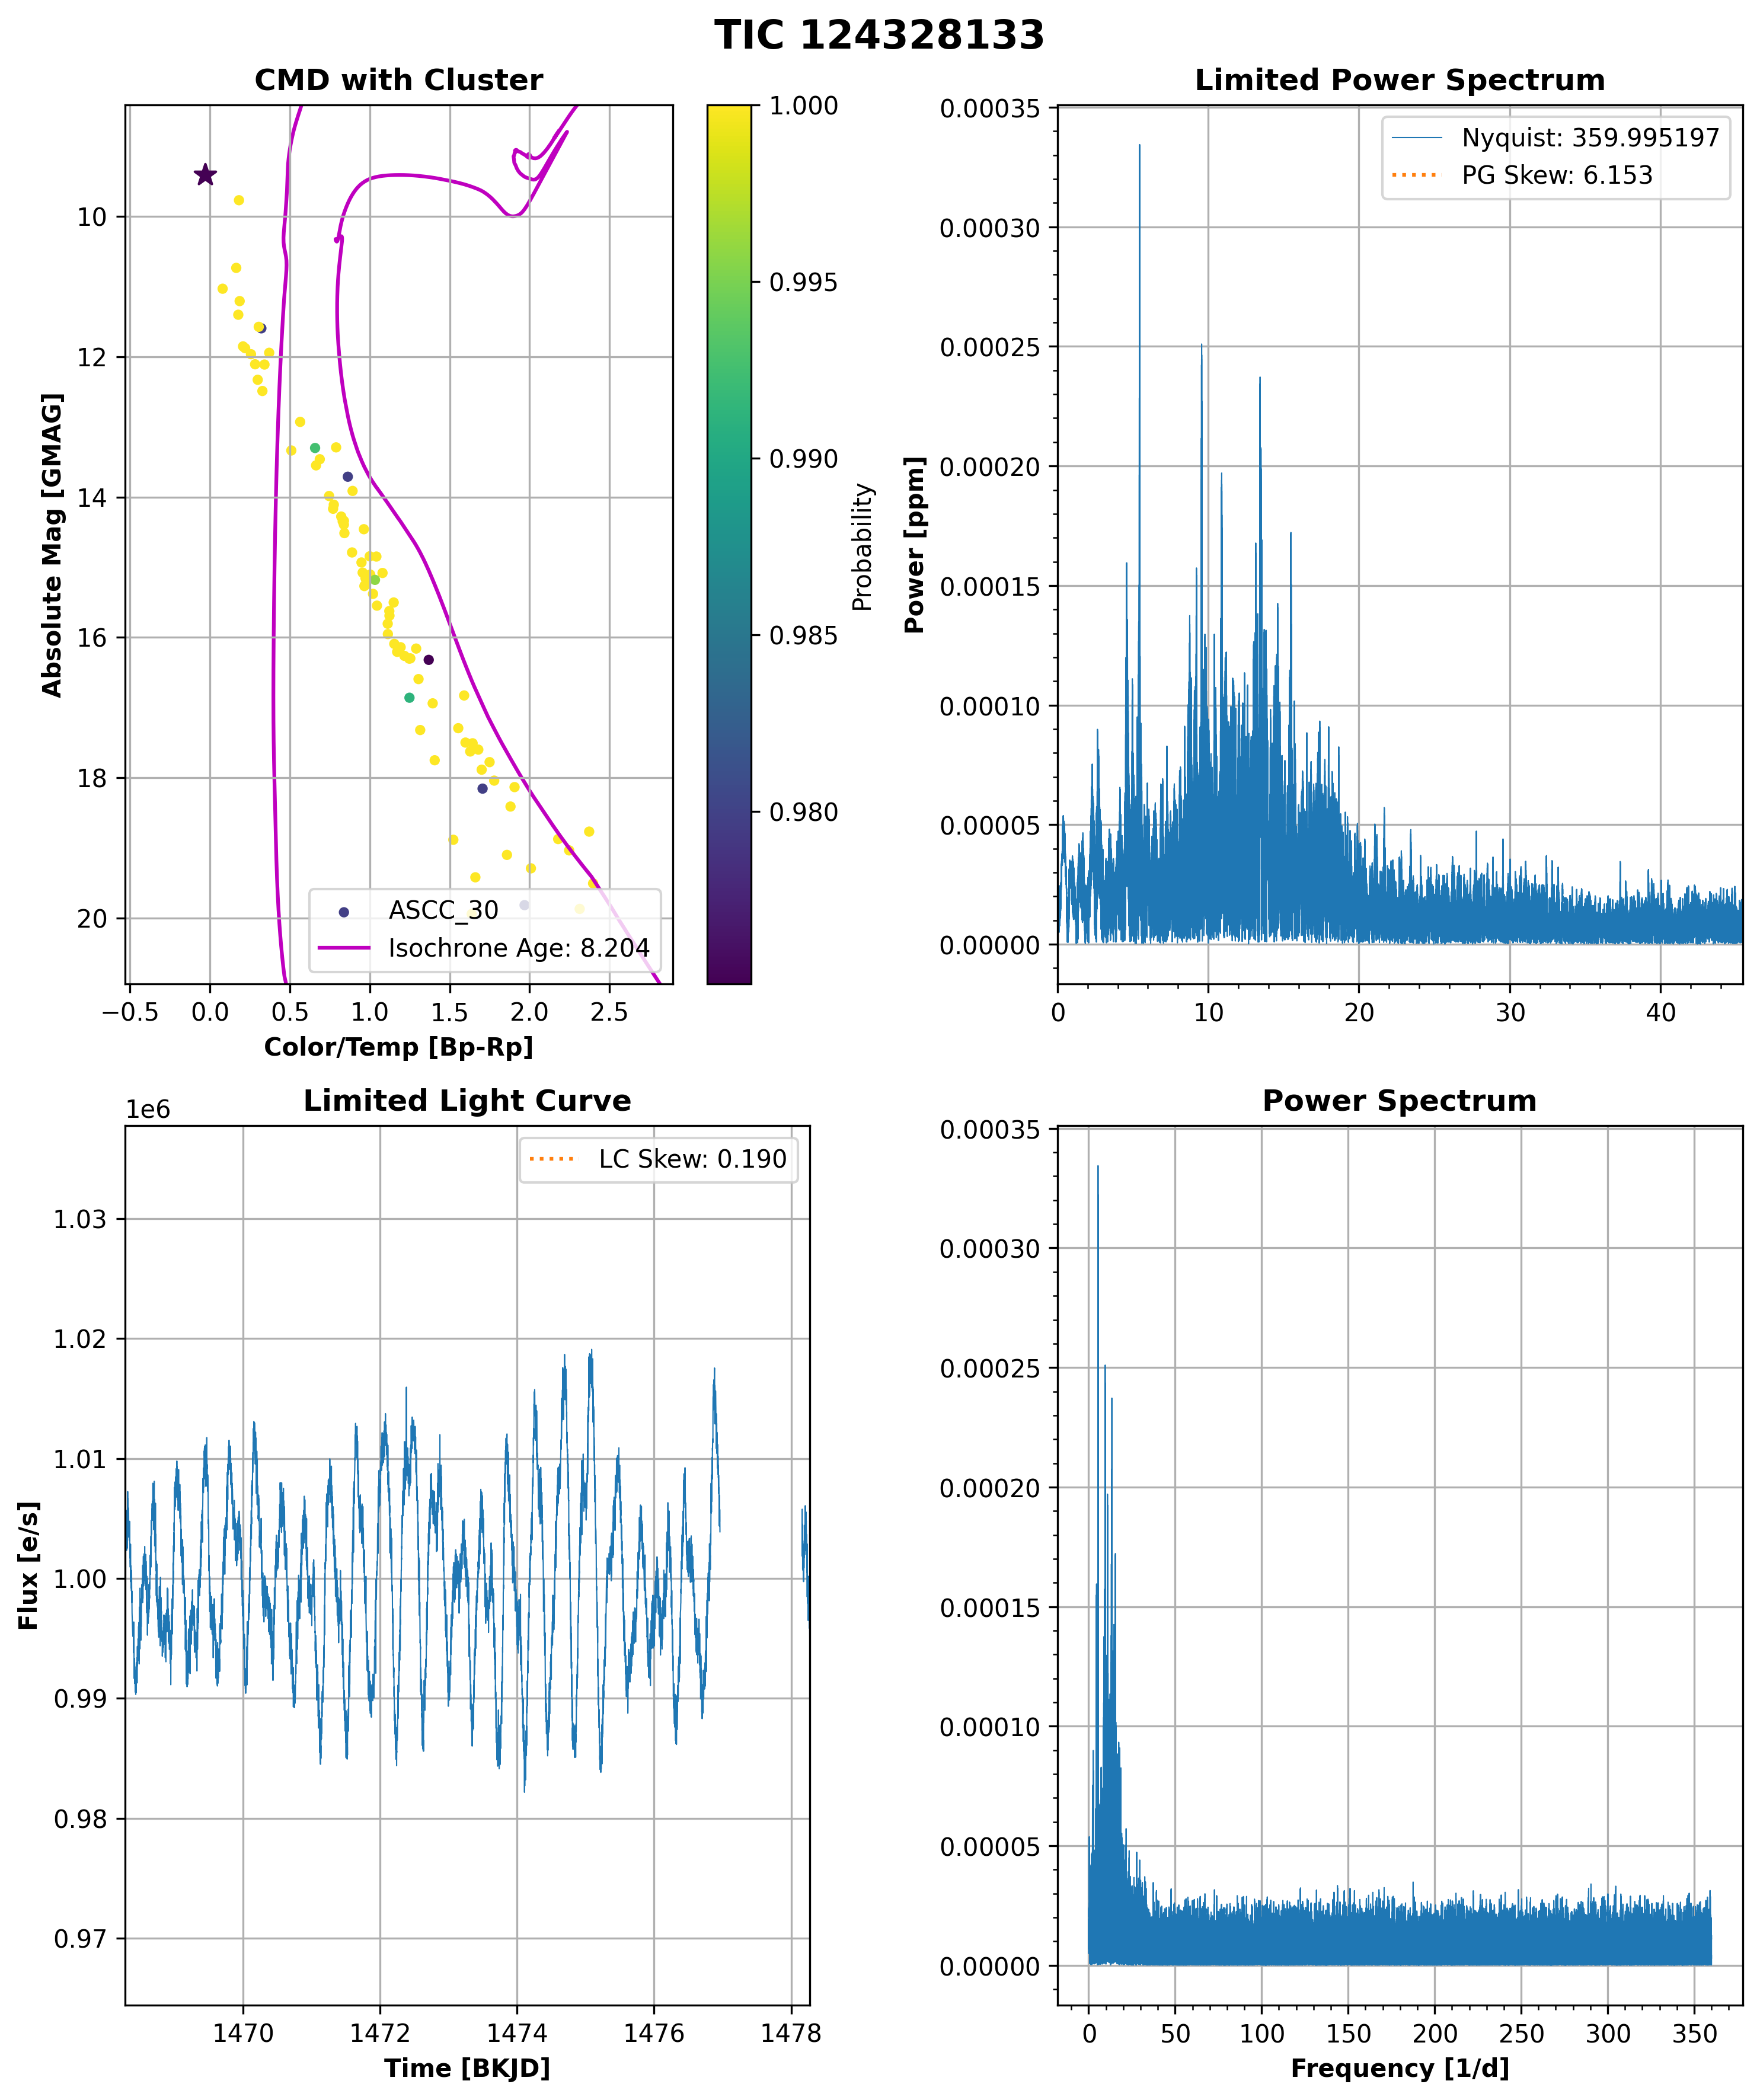 TIC 124328133
CMD with Cluster
Absolute Mag [GMAG]
10
12
14
16
18
20
−0.5 0.0 0.5 1.0 1.5 2.0 2.5
Color/Temp [Bp-Rp]
ASCC_30
Isochrone Age: 8.204
1.000
0.995
0.990
0.985
0.980
Probability
Limited Power Spectrum
Power [ppm]
0.00035
0.00030
0.00025
0.00020
0.00015
0.00010
0.00005
0.00000
0 10 20 30 40
Nyquist: 359.995197
PG Skew: 6.153
Limited Light Curve
1e6
Flux [e/s]
1.03
1.02
1.01
1.00
0.99
0.98
0.97
1470 1472 1474 1476 1478
Time [BKJD]
LC Skew: 0.190
Power Spectrum
0.00035
0.00030
0.00025
0.00020
0.00015
0.00010
0.00005
0.00000
0 50 100 150 200 250 300 350
Frequency [1/d]